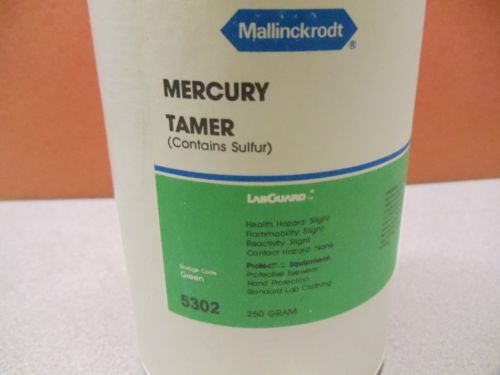 Mallinckrodt
®
MERCURY
TAMER
(Contains Sulfur)
LABGUARD™
Health Hazard: Slight
Flammability: Slight
Reactivity: Slight
Contact Hazard: None
Protective Equipment:
Protective Eyewear
Hand Protection
Standard Lab Clothing
Storage Code
Green
5302
250 GRAM